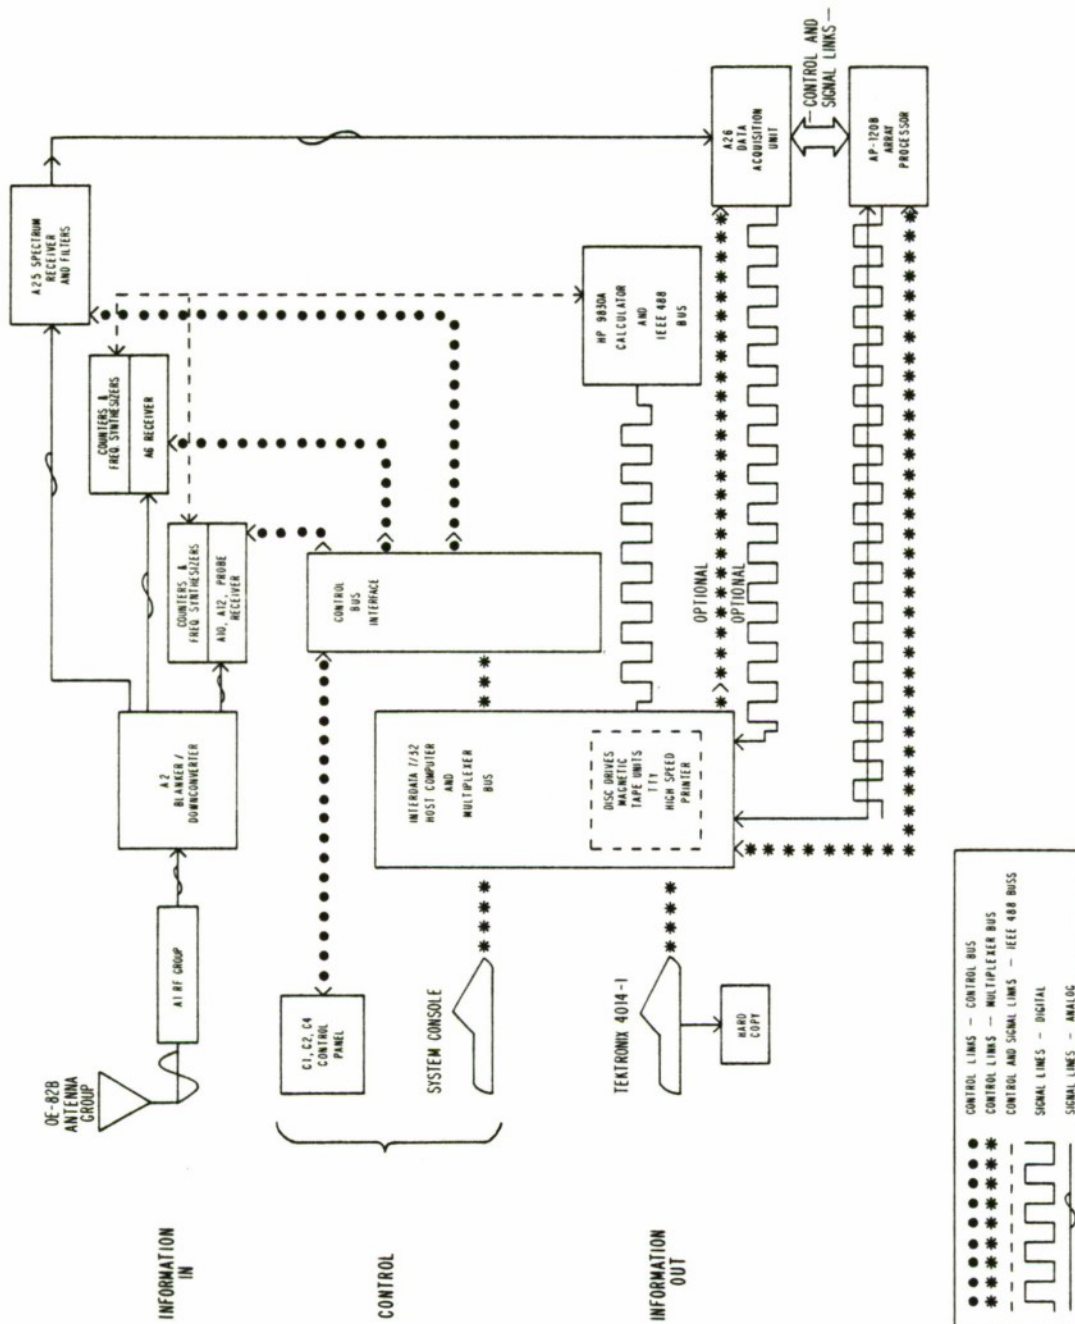 INFORMATION
IN
CONTROL
INFORMATION
OUT
OE-82B
ANTENNA
GROUP
A1 RF GROUP
A2
BLANKER /
DOWNCONVERTER
A25 SPECTRUM
RECEIVER
AND FILTERS
COUNTERS &
FREQ. SYNTHESIZERS
A6 RECEIVER
COUNTERS &
FREQ. SYNTHESIZERS
A10, A12, PROBE
RECEIVER
C1, C2, C4
CONTROL
PANEL
CONTROL
BUS
INTERFACE
SYSTEM CONSOLE
INTERDATA 7/32
HOST COMPUTER
AND
MULTIPLEXER
BUS
DISC DRIVES
MAGNETIC
TAPE UNITS
TTY
HIGH SPEED
PRINTER
HP 9830A
CALCULATOR
AND
IEEE 488
BUS
TEKTRONIX 4014-1
HARD
COPY
OPTIONAL
OPTIONAL
A26
DATA
ACQUISITION
UNIT
—CONTROL AND
SIGNAL LINKS—
AP-120B
ARRAY
PROCESSOR
CONTROL LINKS — CONTROL BUS
CONTROL LINKS — MULTIPLEXER BUS
CONTROL AND SIGNAL LINKS — IEEE 488 BUSS
SIGNAL LINES — DIGITAL
SIGNAL LINES — ANALOG